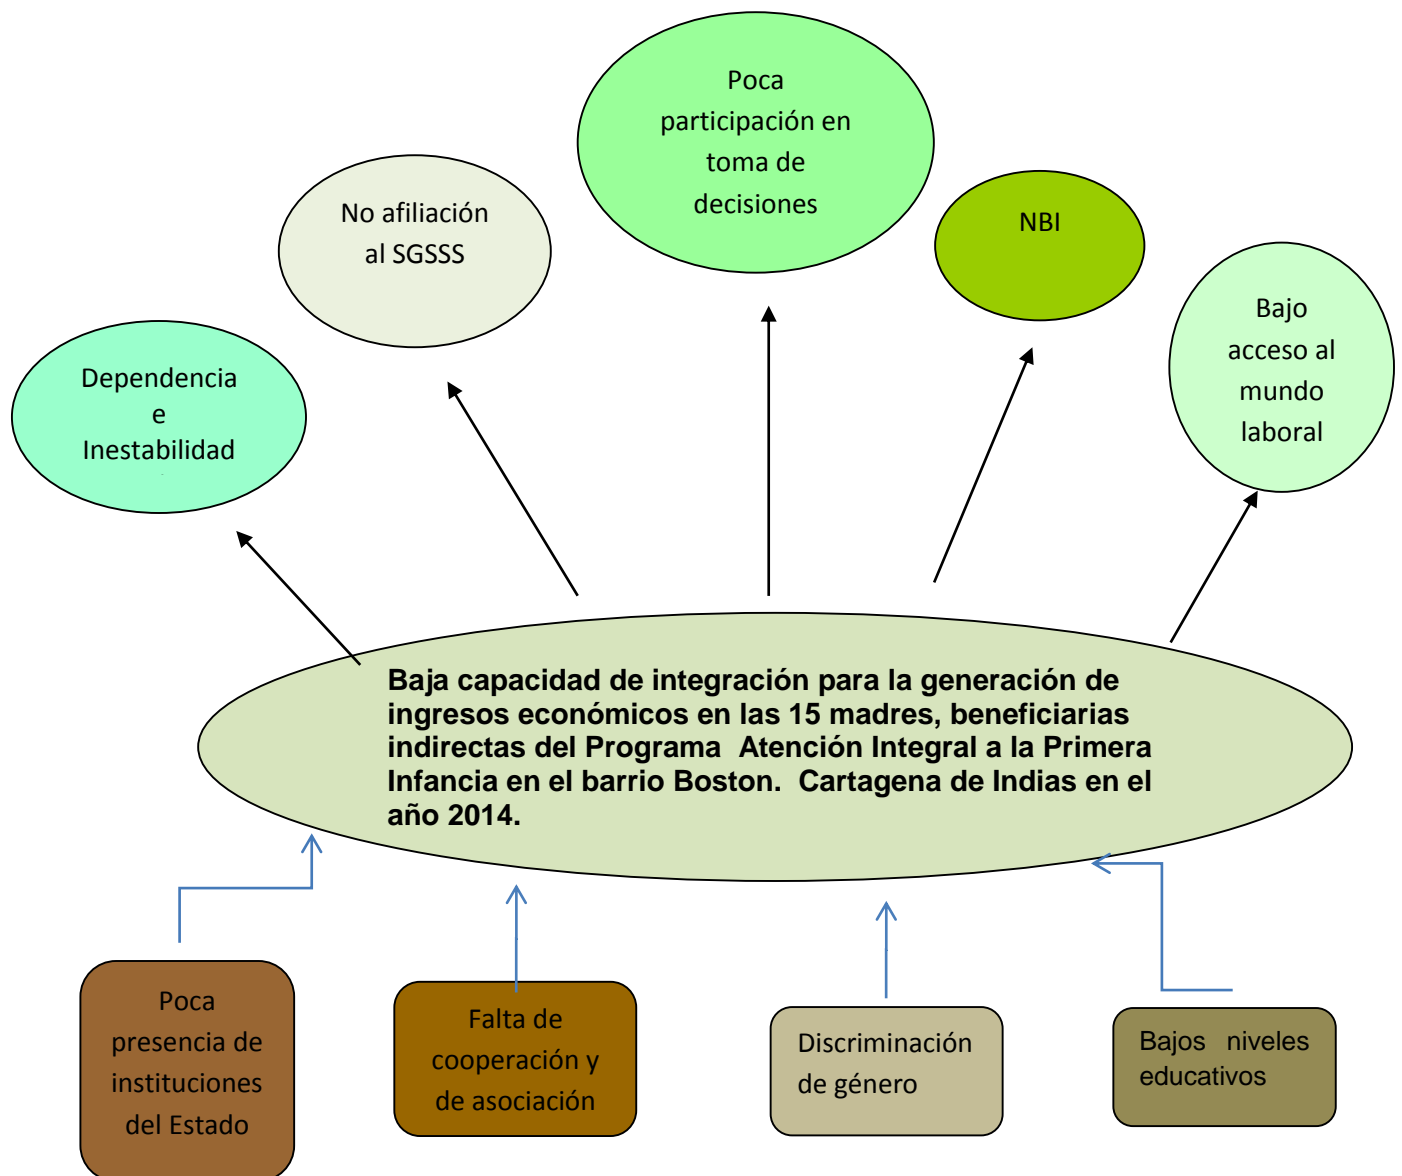 Poca
participación en
toma de
decisiones
No afiliación
al SGSSS
NBI
Bajo
acceso al
mundo
laboral
Dependencia
e
Inestabilidad
Baja capacidad de integración para la generación de
ingresos económicos en las 15 madres, beneficiarias
indirectas del Programa Atención Integral a la Primera
Infancia en el barrio Boston. Cartagena de Indias en el
año 2014.
Poca
presencia de
instituciones
del Estado
Falta de
cooperación y
de asociación
Discriminación
de género
Bajos niveles
educativos